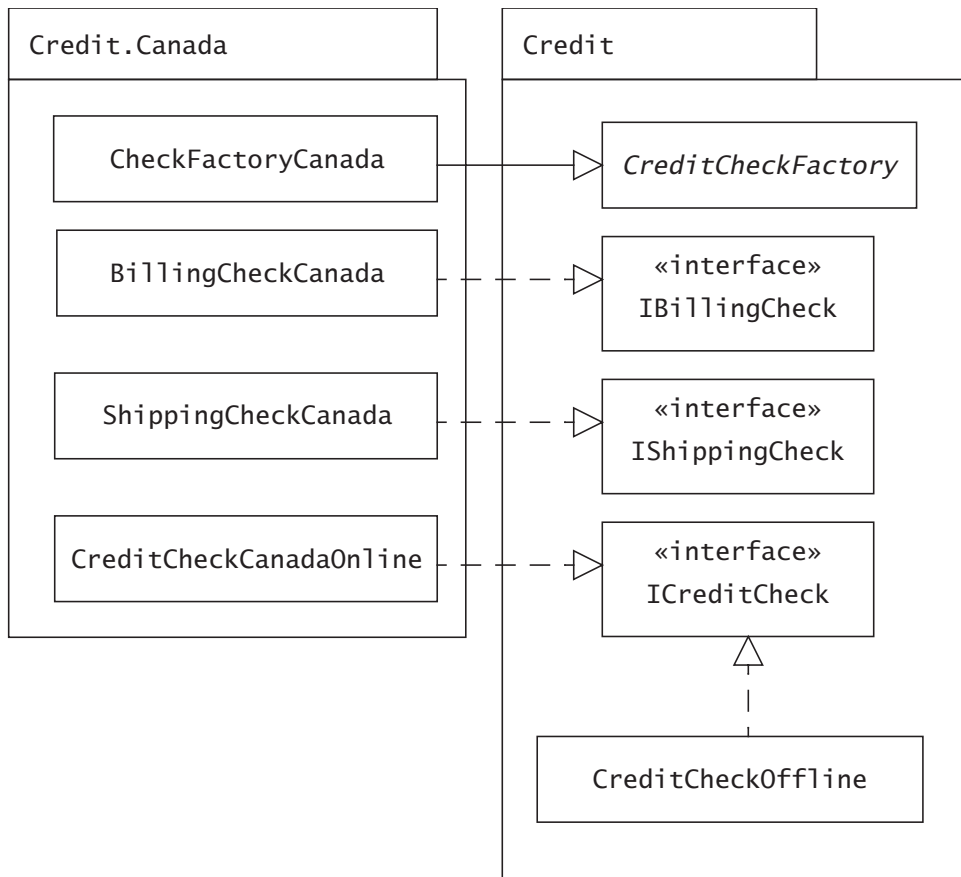 Credit.Canada
CheckFactoryCanada
BillingCheckCanada
ShippingCheckCanada
CreditCheckCanadaOnline
Credit
CreditCheckFactory
«interface»
IBillingCheck
«interface»
IShippingCheck
«interface»
ICreditCheck
CreditCheckOffline